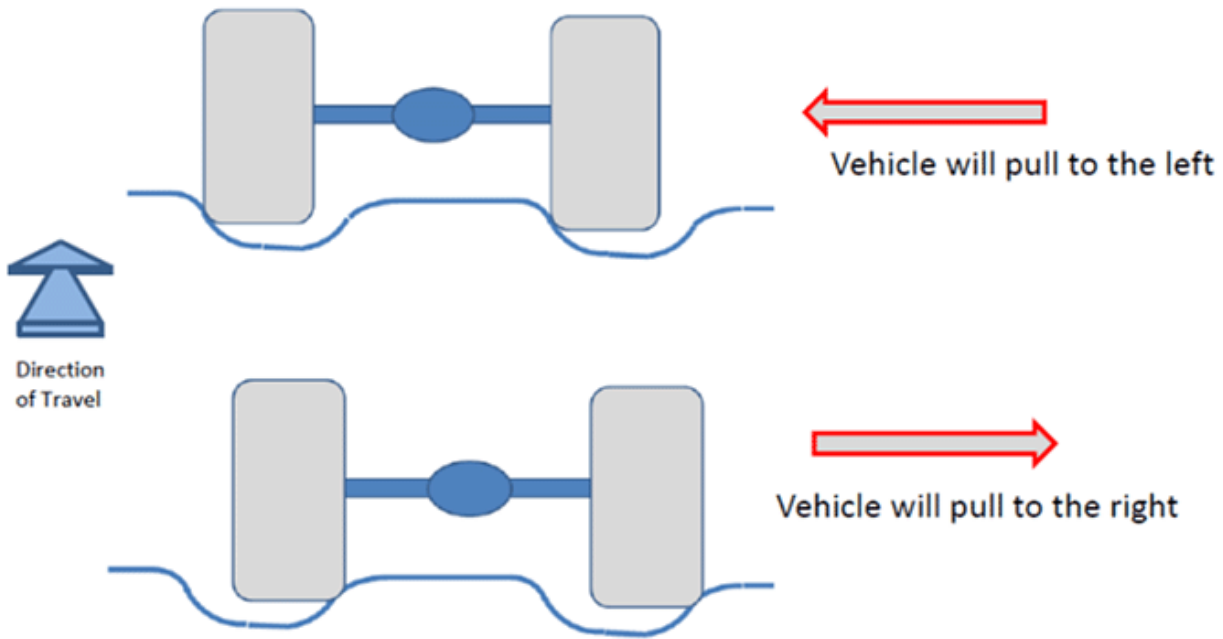 Vehicle will pull to the left
Direction
of Travel
Vehicle will pull to the right